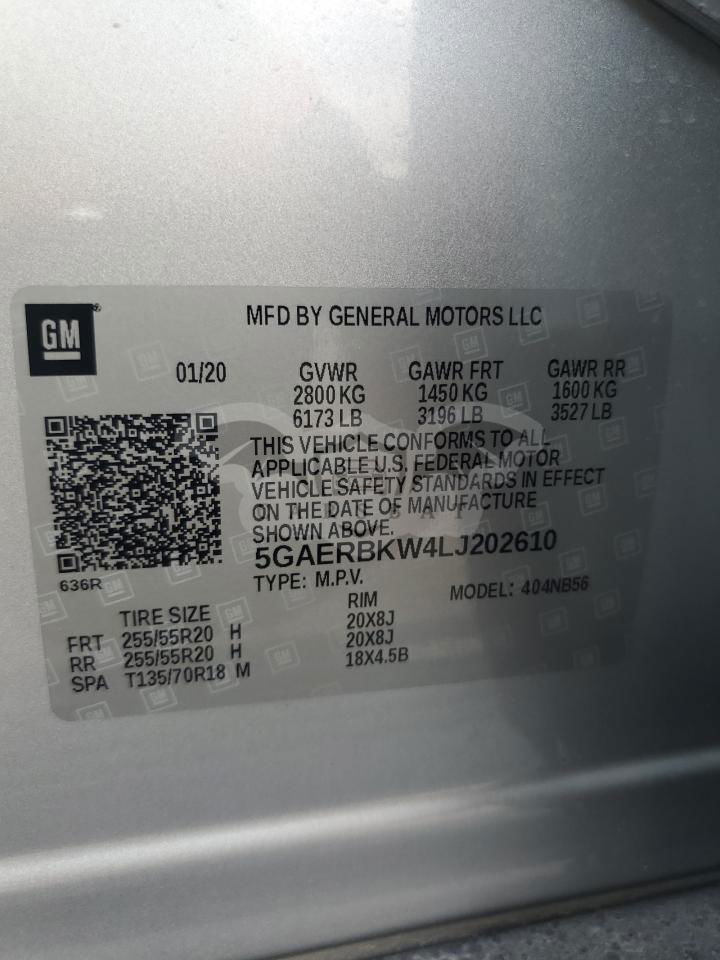 GM
MFD BY GENERAL MOTORS LLC
01/20 GVWR GAWR FRT GAWR RR
2800 KG 1450 KG 1600 KG
6173 LB 3196 LB 3527 LB
THIS VEHICLE CONFORMS TO ALL
APPLICABLE U.S. FEDERAL MOTOR
VEHICLE SAFETY STANDARDS IN EFFECT
ON THE DATE OF MANUFACTURE
SHOWN ABOVE.
5GAERBKW4LJ202610
636R
TYPE: M.P.V. MODEL: 404NB56
TIRE SIZE RIM
FRT 255/55R20 H 20X8J
RR 255/55R20 H 20X8J
SPA T135/70R18 M 18X4.5B